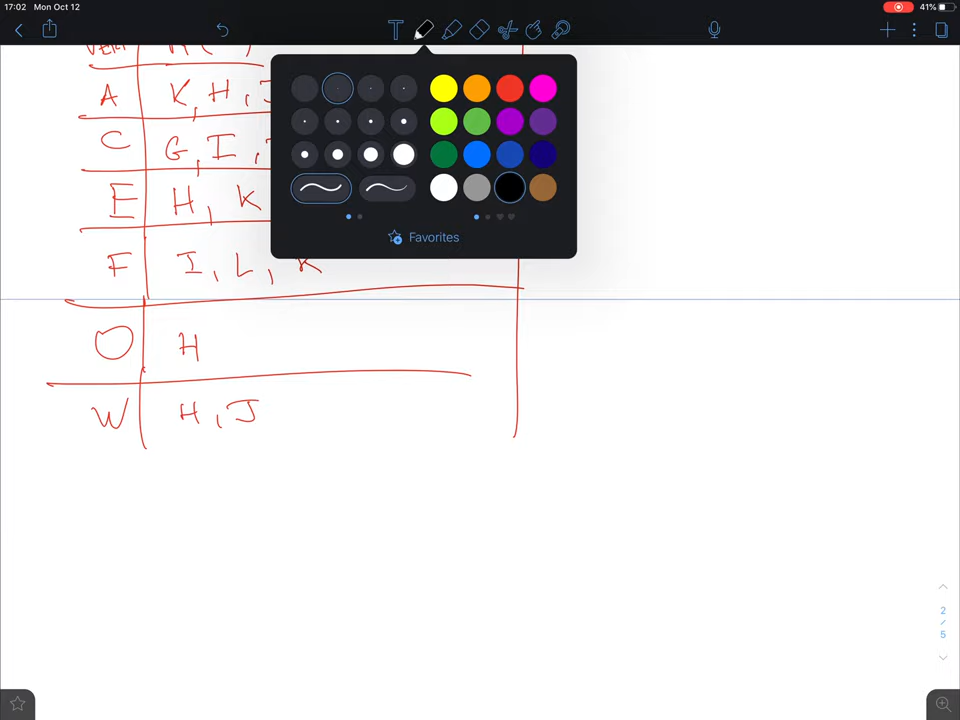 17:02 Mon Oct 12
41%
T
A K, H,
C G, I,
E H, K
F I, L, K
Favorites
O H
W H, J
2
/
5